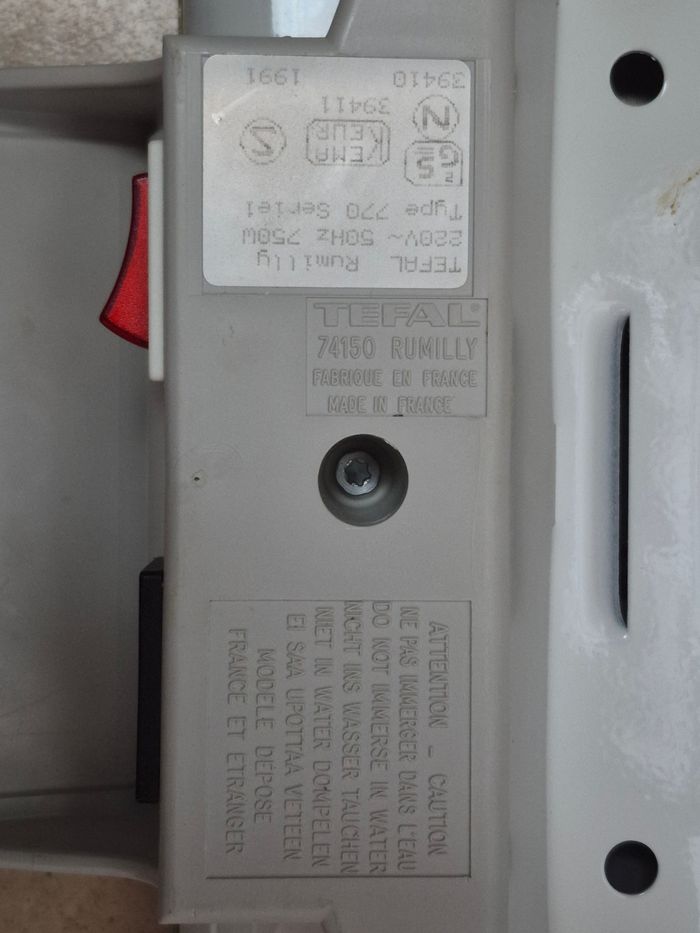 TEFAL Rumilly
220V~ 50Hz 750W
Type 770 Serie1
GS
KEMA
KEUR
N
39411
39410 1991
TEFAL®
74150 RUMILLY
FABRIQUE EN FRANCE
MADE IN FRANCE
ATTENTION - CAUTION
NE PAS IMMERGER DANS L'EAU
DO NOT IMMERSE IN WATER
NICHT INS WASSER TAUCHEN
NIET IN WATER DOMPELEN
EI SAA UPOTTAA VETEEN
MODELE DEPOSE
FRANCE ET ETRANGER